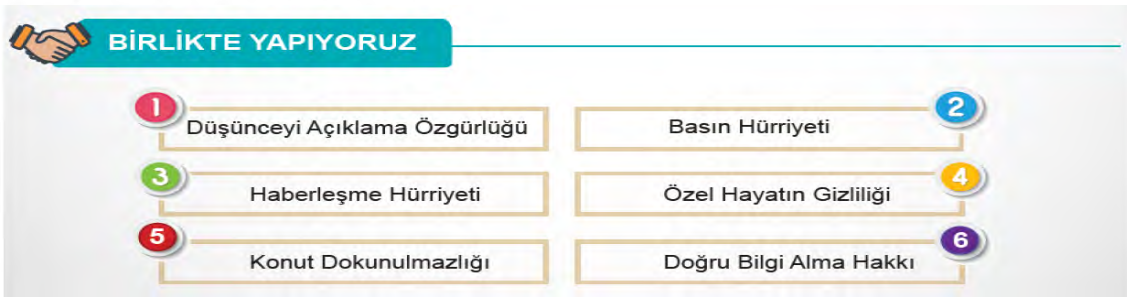 BİRLİKTE YAPIYORUZ
1
Düşünceyi Açıklama Özgürlüğü
2
Basın Hürriyeti
3
Haberleşme Hürriyeti
4
Özel Hayatın Gizliliği
5
Konut Dokunulmazlığı
6
Doğru Bilgi Alma Hakkı